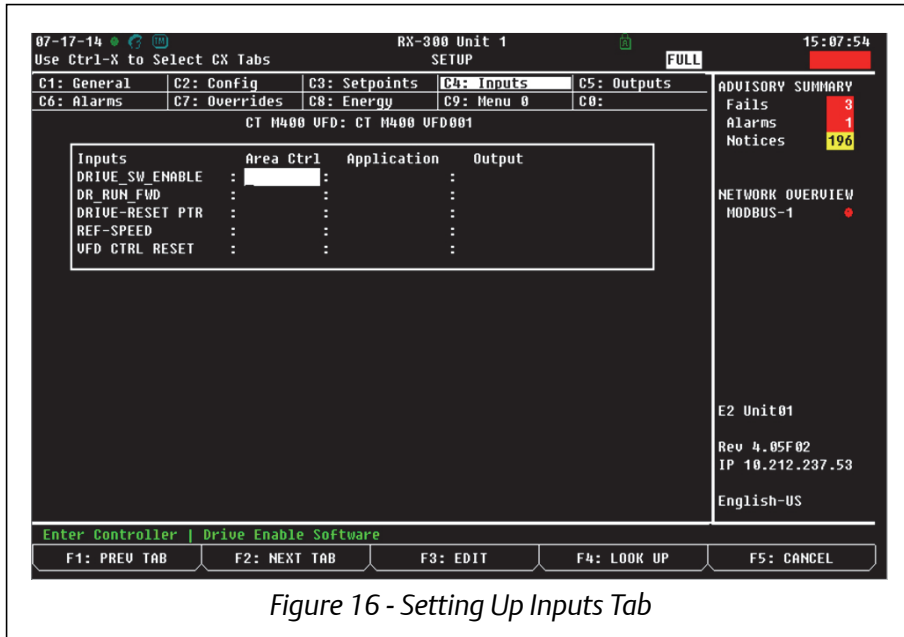 07-17-14 RX-300 Unit 1 15:07:54
Use Ctrl-X to Select CX Tabs SETUP FULL
C1: General C2: Config C3: Setpoints C4: Inputs C5: Outputs
C6: Alarms C7: Overrides C8: Energy C9: Menu 0 C0:
CT M400 VFD: CT M400 VFD001
Inputs Area Ctrl Application Output
DRIVE_SW_ENABLE : : :
DR_RUN_FWD : : :
DRIVE-RESET PTR : : :
REF-SPEED : : :
VFD CTRL RESET : : :
ADVISORY SUMMARY
Fails 3
Alarms 1
Notices 196
NETWORK OVERVIEW
MODBUS-1
E2 Unit01
Rev 4.05F02
IP 10.212.237.53
English-US
Enter Controller | Drive Enable Software
F1: PREV TAB F2: NEXT TAB F3: EDIT F4: LOOK UP F5: CANCEL
Figure 16 - Setting Up Inputs Tab